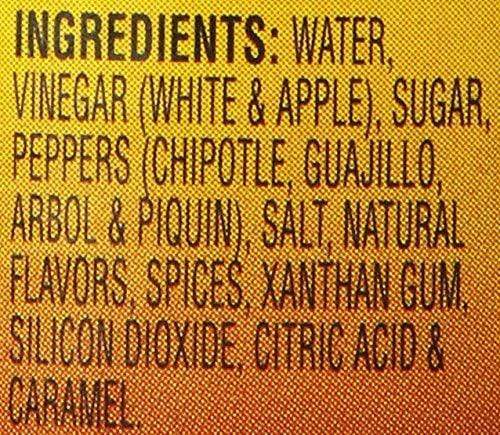 INGREDIENTS: WATER,
VINEGAR (WHITE & APPLE), SUGAR,
PEPPERS (CHIPOTLE, GUAJILLO,
ARBOL & PIQUIN), SALT, NATURAL
FLAVORS, SPICES, XANTHAN GUM,
SILICON DIOXIDE, CITRIC ACID &
CARAMEL.